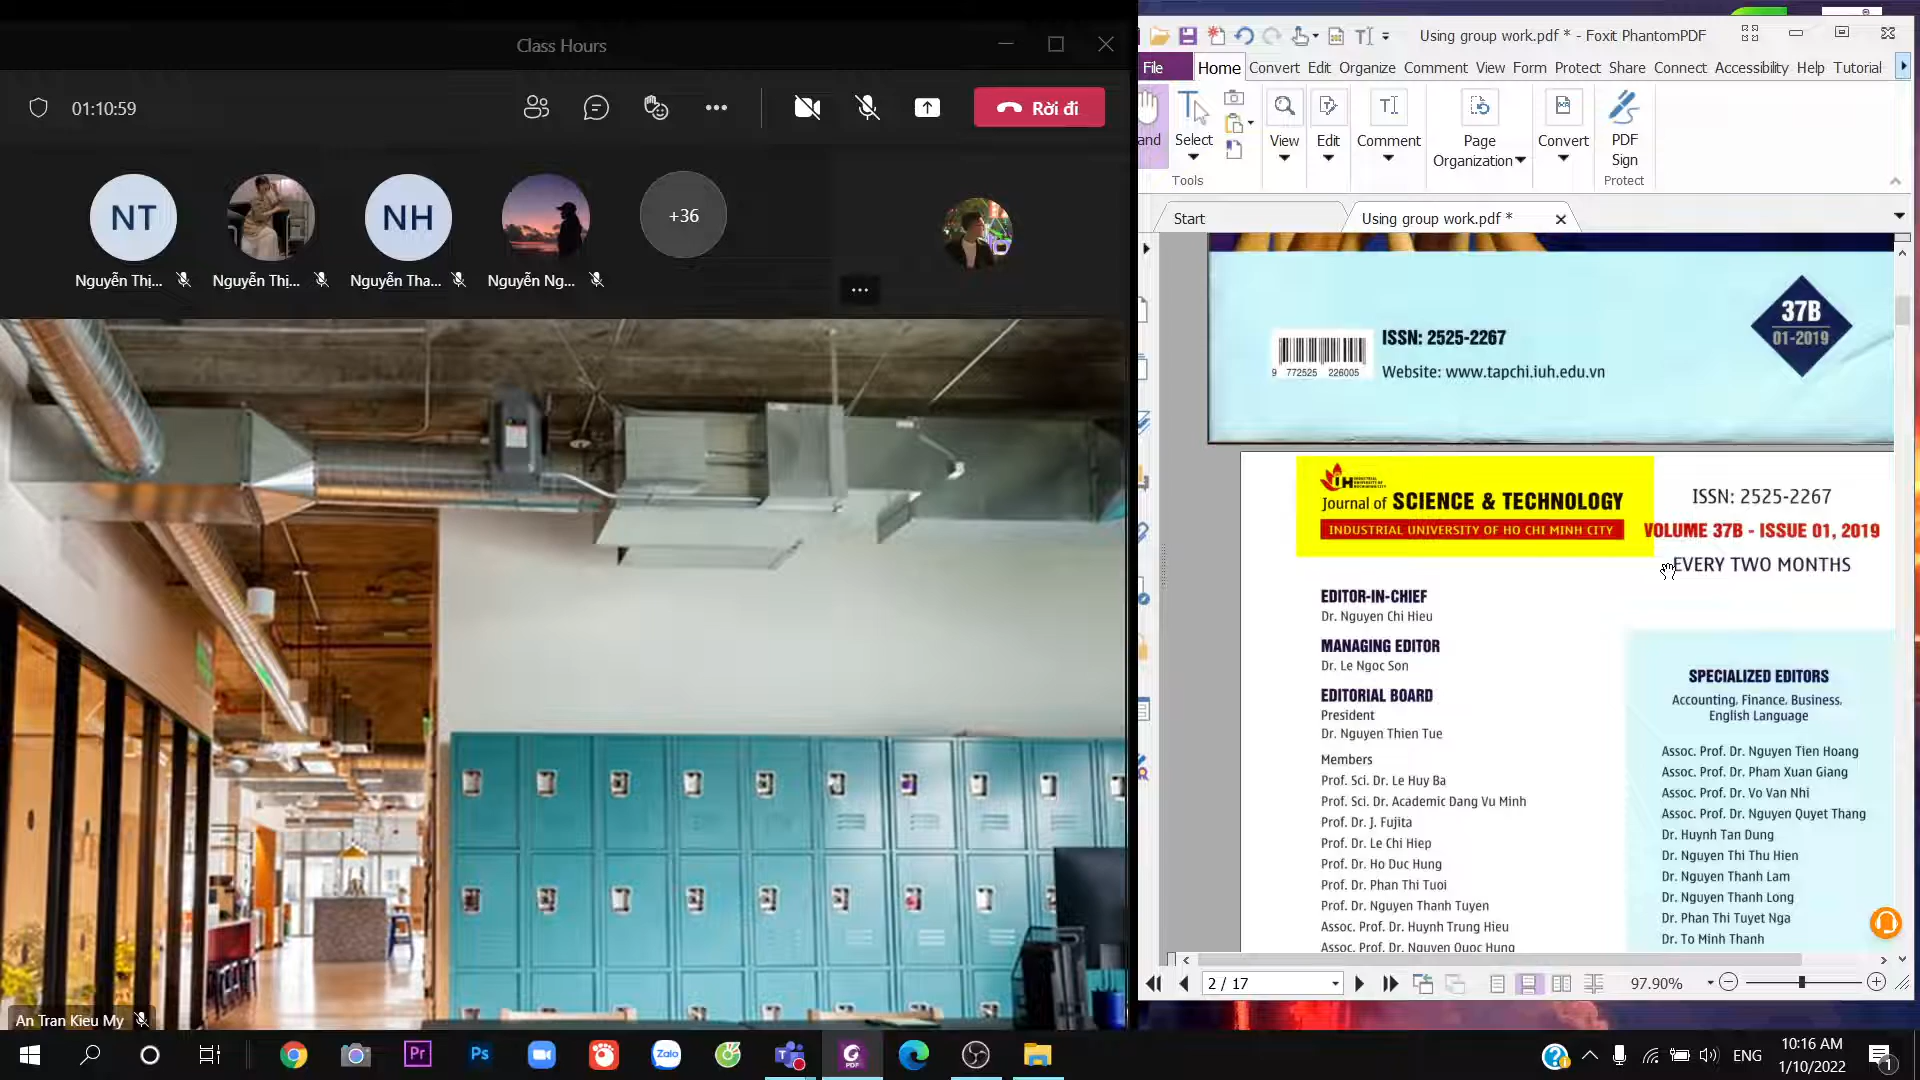 Class Hours
01:10:59
Rời đi
NT
NH
+36
Nguyễn Thị...
Nguyễn Thị...
Nguyễn Tha...
Nguyễn Ng...
An Tran Kieu My
Using group work.pdf * - Foxit PhantomPDF
File
Home
Convert
Edit
Organize
Comment
View
Form
Protect
Share
Connect
Accessibility
Help
Tutorial
and
Select
View
Edit
Comment
Page
Organization
Convert
PDF
Sign
Tools
Protect
Start
Using group work.pdf *
37B
01-2019
ISSN: 2525-2267
9 772525 226005
Website: www.tapchi.iuh.edu.vn
Journal of SCIENCE & TECHNOLOGY
INDUSTRIAL UNIVERSITY OF HO CHI MINH CITY
ISSN: 2525-2267
VOLUME 37B - ISSUE 01, 2019
EVERY TWO MONTHS
EDITOR-IN-CHIEF
Dr. Nguyen Chi Hieu
MANAGING EDITOR
Dr. Le Ngoc Son
EDITORIAL BOARD
President
Dr. Nguyen Thien Tue
Members
Prof. Sci. Dr. Le Huy Ba
Prof. Sci. Dr. Academic Dang Vu Minh
Prof. Dr. J. Fujita
Prof. Dr. Le Chi Hiep
Prof. Dr. Ho Duc Hung
Prof. Dr. Phan Thi Tuoi
Prof. Dr. Nguyen Thanh Tuyen
Assoc. Prof. Dr. Huynh Trung Hieu
Assoc. Prof. Dr. Nguyen Quoc Hung
SPECIALIZED EDITORS
Accounting, Finance, Business,
English Language
Assoc. Prof. Dr. Nguyen Tien Hoang
Assoc. Prof. Dr. Pham Xuan Giang
Assoc. Prof. Dr. Vo Van Nhi
Assoc. Prof. Dr. Nguyen Quyet Thang
Dr. Huynh Tan Dung
Dr. Nguyen Thi Thu Hien
Dr. Nguyen Thanh Lam
Dr. Nguyen Thanh Long
Dr. Phan Thi Tuyet Nga
Dr. To Minh Thanh
2 / 17
97.90%
Pr
Ps
Zalo
PDF
ENG
10:16 AM
1/10/2022
1